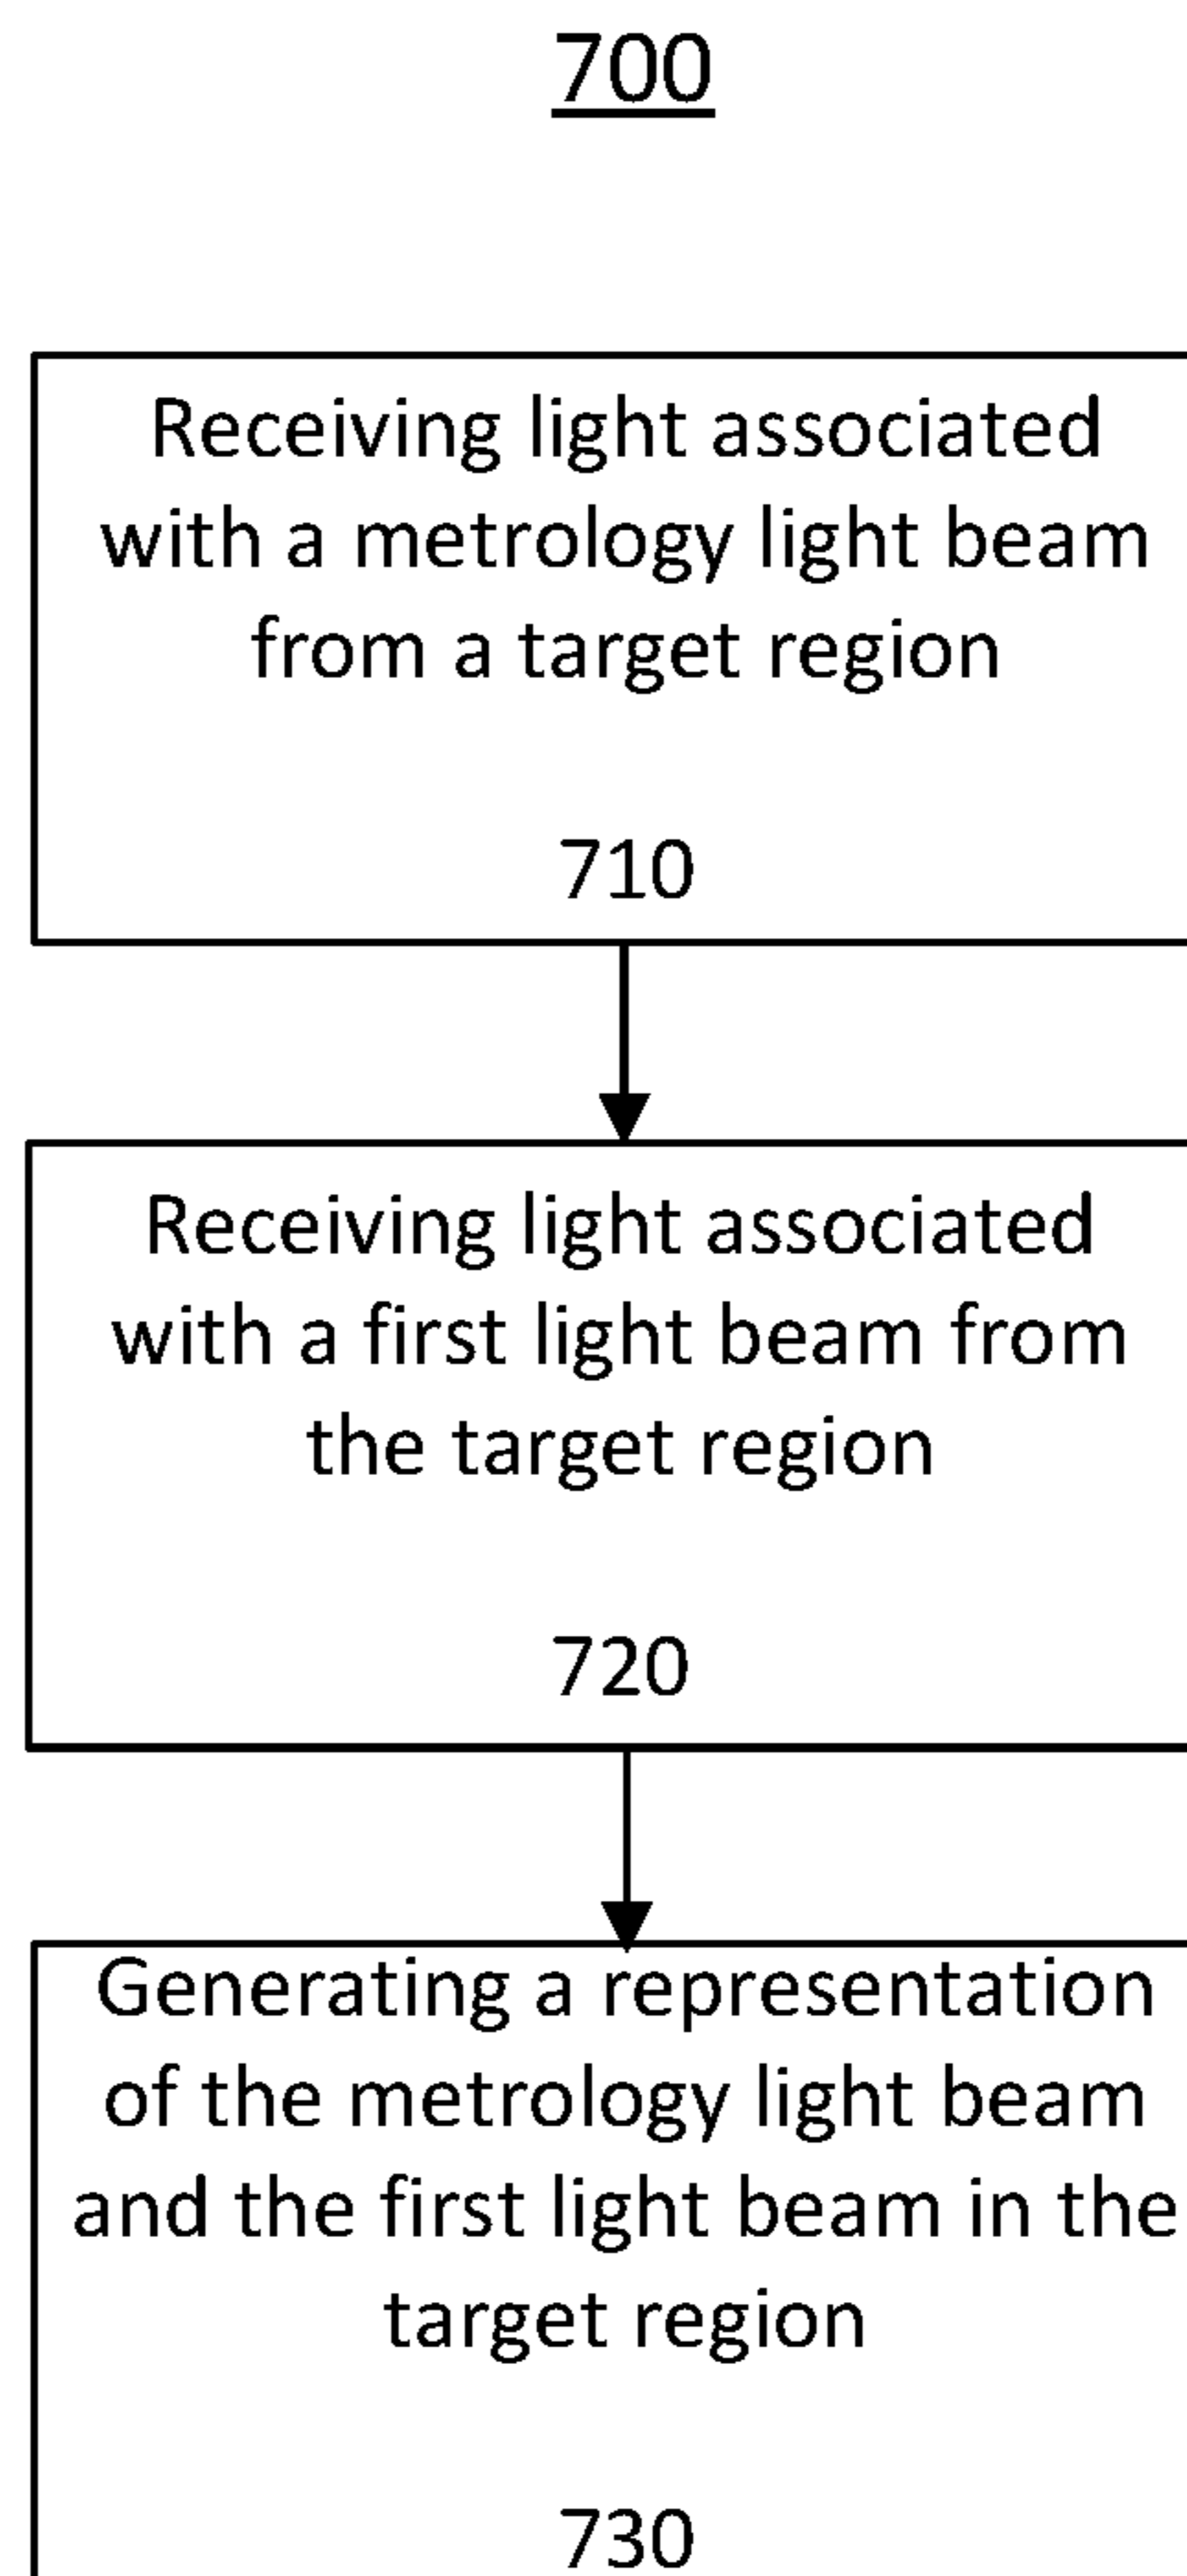 700
Receiving light associated
with a metrology light beam
from a target region
710
Receiving light associated
with a first light beam from
the target region
720
Generating a representation
of the metrology light beam
and the first light beam in the
target region
730